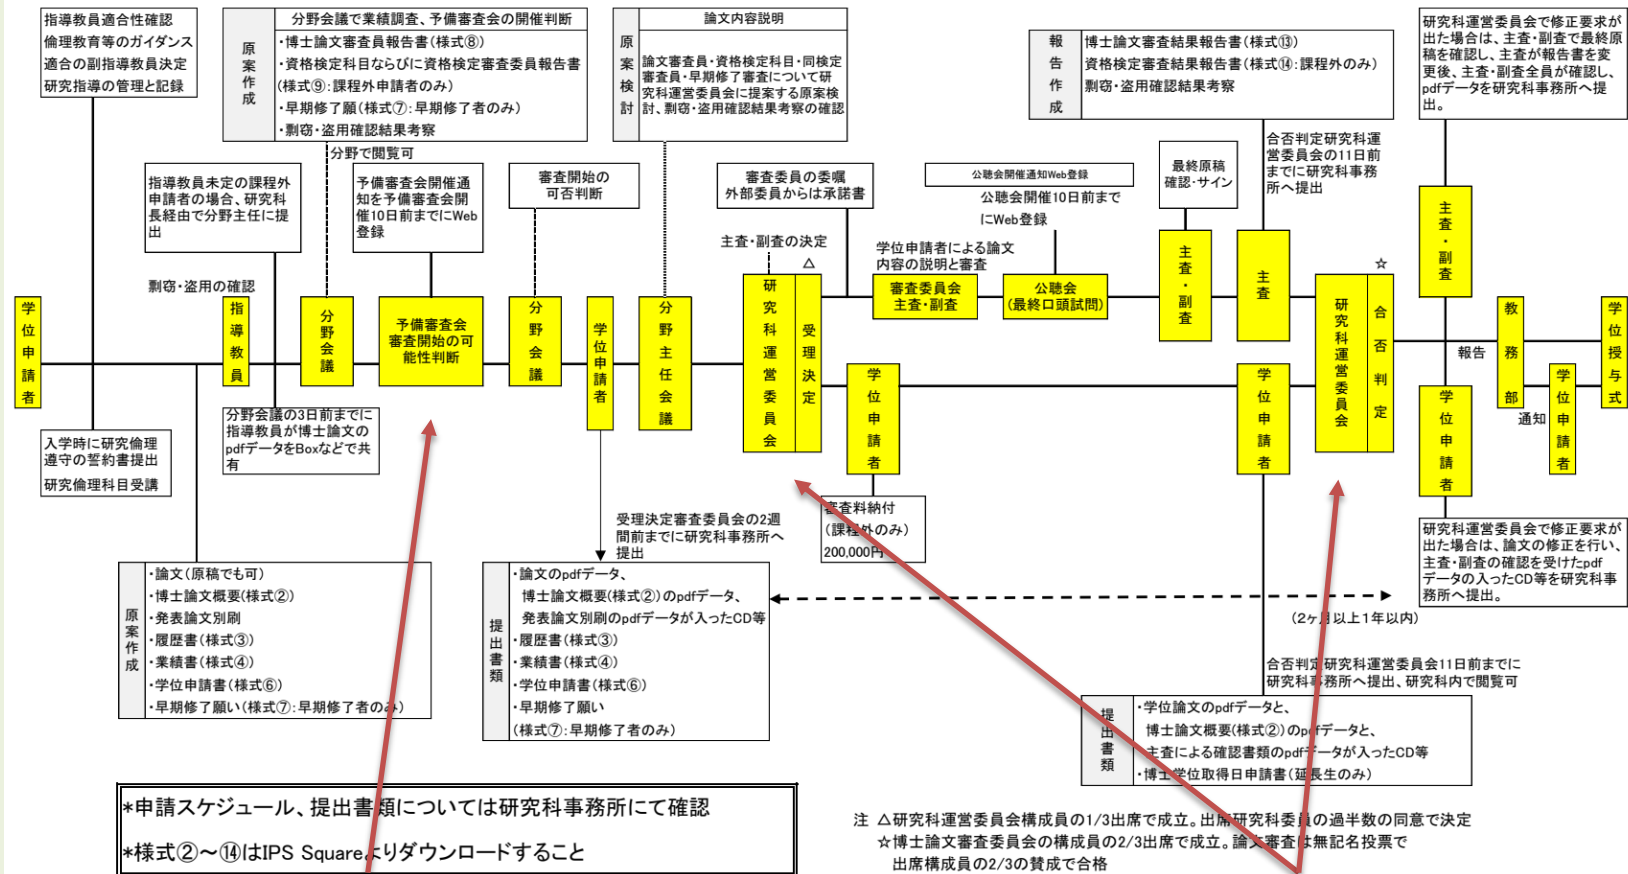 指導教員適合性確認
倫理教育等のガイダンス
適合の副指導教員決定
研究指導の管理と記録
原案作成
分野会議で業績調査、予備審査会の開催判断
・博士論文審査員報告書(様式⑧)
・資格検定科目ならびに資格検定審査委員報告書
(様式⑨:課程外申請者のみ)
・早期修了願(様式⑦:早期修了者のみ)
・剽窃・盗用確認結果考察
原案検討
論文内容説明
論文審査員・資格検定科目・同検定
審査員・早期修了審査について研
究科運営委員会に提案する原案検
討、剽窃・盗用確認結果考察の確認
報告作成
博士論文審査結果報告書(様式⑬)
資格検定審査結果報告書(様式⑭:課程外のみ)
剽窃・盗用確認結果考察
研究科運営委員会で修正要求が
出た場合は、主査・副査で最終原
稿を確認し、主査が報告書を変
更後、主査・副査全員が確認し、
pdfデータを研究科事務所へ提
出。
分野で閲覧可
指導教員未定の課程外
申請者の場合、研究科
長経由で分野主任に提
出
予備審査会開催通
知を予備審査会開
催10日前までにWeb
登録
審査開始の
可否判断
審査委員の委嘱
外部委員からは承諾書
公聴会開催通知Web登録
公聴会開催10日前まで
にWeb登録
最終原稿
確認・サイン
合否判定研究科運
営委員会の11日前
までに研究科事務
所へ提出
主査・副査の決定
△
学位申請者による論文
内容の説明と審査
☆
剽窃・盗用の確認
学位申請者
指導教員
分野会議
予備審査会
審査開始の可
能性判断
分野会議
学位申請者
分野主任会議
研究科運営委員会
受理決定
審査委員会
主査・副査
公聴会
(最終口頭試問)
主査・副査
主査
研究科運営委員会
合否判定
主査・副査
報告
教務部
通知
学位申請者
学位授与式
学位申請者
学位申請者
学位申請者
入学時に研究倫理
遵守の誓約書提出
研究倫理科目受講
分野会議の3日前までに
指導教員が博士論文の
pdfデータをBoxなどで共
有
受理決定審査委員会の2週
間前までに研究科事務所へ
提出
審査料納付
(課程外のみ)
200,000円
研究科運営委員会で修正要求が
出た場合は、論文の修正を行い、
主査・副査の確認を受けたpdf
データの入ったCD等を研究科事
務所へ提出。
原案作成
・論文(原稿でも可)
・博士論文概要(様式②)
・発表論文別刷
・履歴書(様式③)
・業績書(様式④)
・学位申請書(様式⑥)
・早期修了願い(様式⑦:早期修了者のみ)
提出書類
・論文のpdfデータ、
博士論文概要(様式②)のpdfデータ、
発表論文別刷のpdfデータが入ったCD等
・履歴書(様式③)
・業績書(様式④)
・学位申請書(様式⑥)
・早期修了願い
(様式⑦:早期修了者のみ)
(2ヶ月以上1年以内)
合否判定研究科運営委員会11日前までに
研究科事務所へ提出、研究科内で閲覧可
提出書類
・学位論文のpdfデータと、
博士論文概要(様式②)のpdfデータと、
主査による確認書類のpdfデータが入ったCD等
・博士学位取得日申請書(延長生のみ)
*申請スケジュール、提出書類については研究科事務所にて確認
*様式②～⑭はIPS Squareよりダウンロードすること
注 △研究科運営委員会構成員の1/3出席で成立。出席研究科委員の過半数の同意で決定
☆博士論文審査委員会の構成員の2/3出席で成立。論文審査は無記名投票で
出席構成員の2/3の賛成で合格